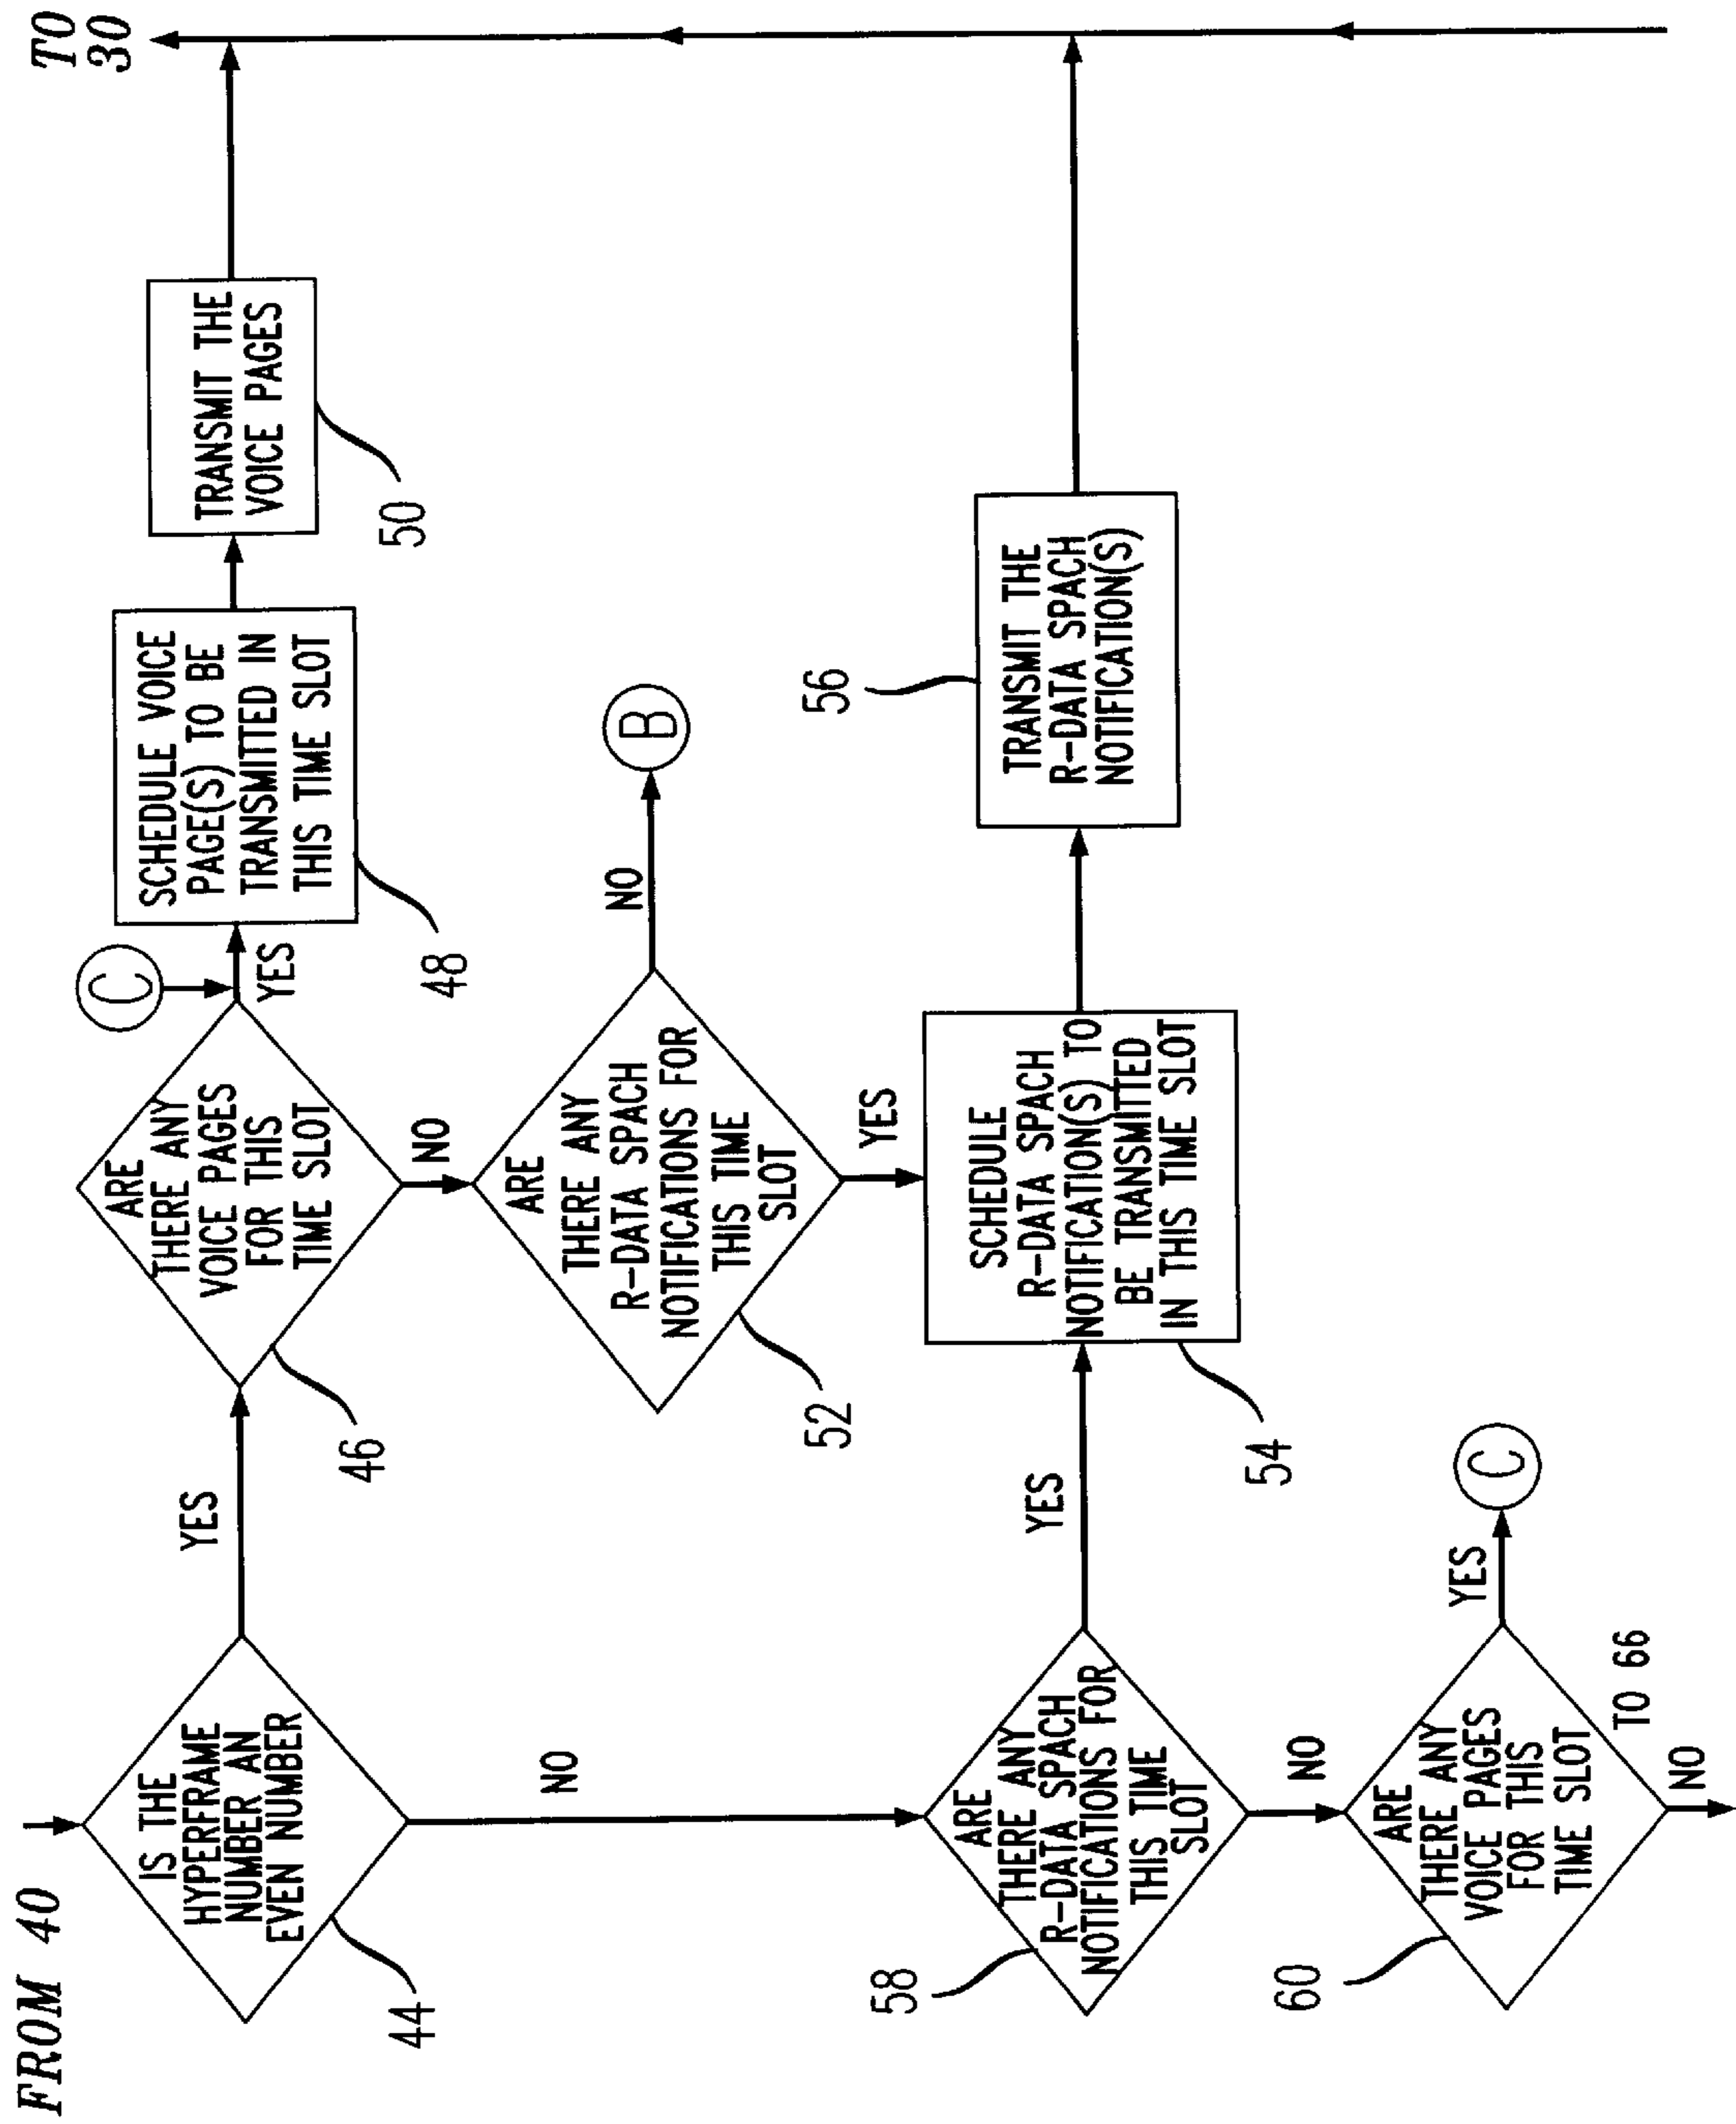 FROM 40
TO
30
IS THE
HYPERFRAME
NUMBER AN
EVEN NUMBER
44
YES
ARE
THERE ANY
VOICE PAGES
FOR THIS
TIME SLOT
46
C
YES
SCHEDULE VOICE
PAGE(S) TO BE
TRANSMITTED IN
THIS TIME SLOT
48
TRANSMIT THE
VOICE PAGES
50
NO
ARE
THERE ANY
R-DATA SPACH
NOTIFICATIONS FOR
THIS TIME
SLOT
52
NO
B
NO
YES
ARE
THERE ANY
R-DATA SPACH
NOTIFICATIONS FOR
THIS TIME
SLOT
58
YES
SCHEDULE
R-DATA SPACH
NOTIFICATION(S) TO
BE TRANSMITTED
IN THIS TIME SLOT
54
TRANSMIT THE
R-DATA SPACH
NOTIFICATION(S)
56
NO
ARE
THERE ANY
VOICE PAGES
FOR THIS
TIME SLOT
60
YES
C
TO 66
NO